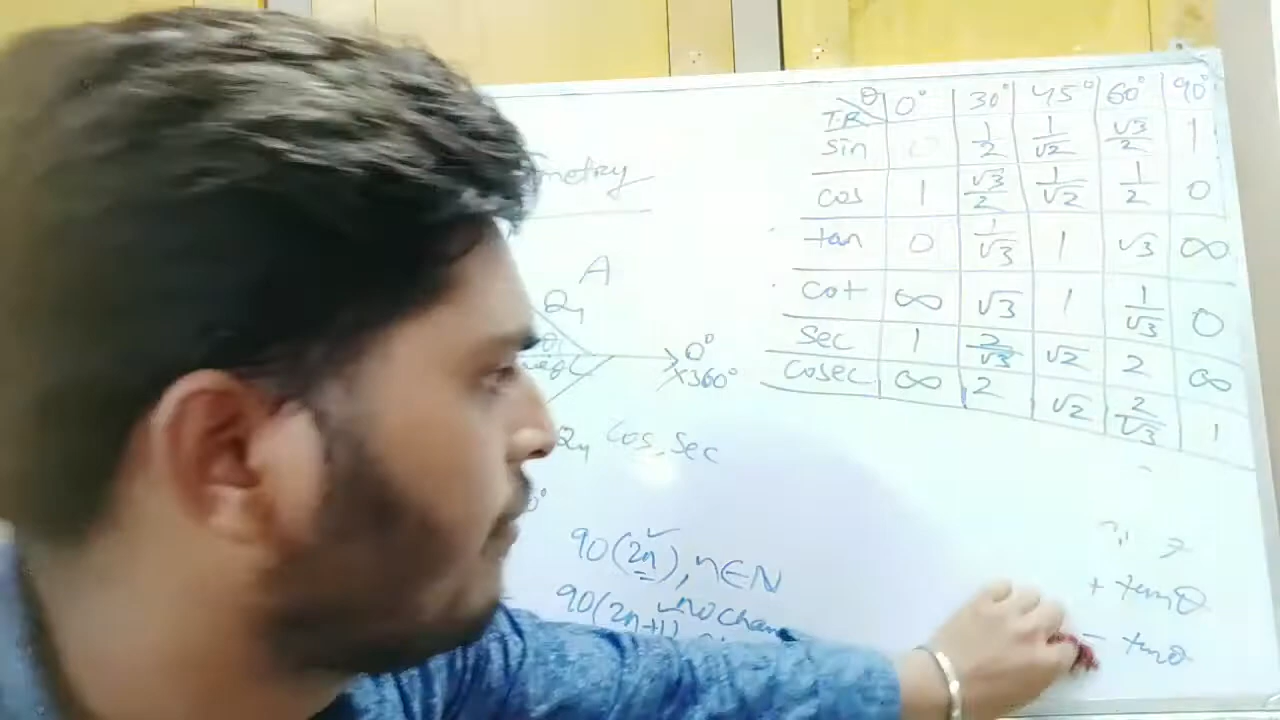 metry
A
Q1
0°
360°
Q4 cos, sec
90(2n), n∈N
no chan
90(2n+1)
θ 0° 30° 45° 60° 90°
T.R
sin 1/2 1/√2 √3/2 1
cos 1 √3/2 1/√2 1/2 0
tan 0 1/√3 1 √3 ∞
cot ∞ √3 1 1/√3 0
sec 1 2/√3 √2 2 ∞
cosec ∞ 2 √2 2/√3 1
+ tanθ
- tanθ